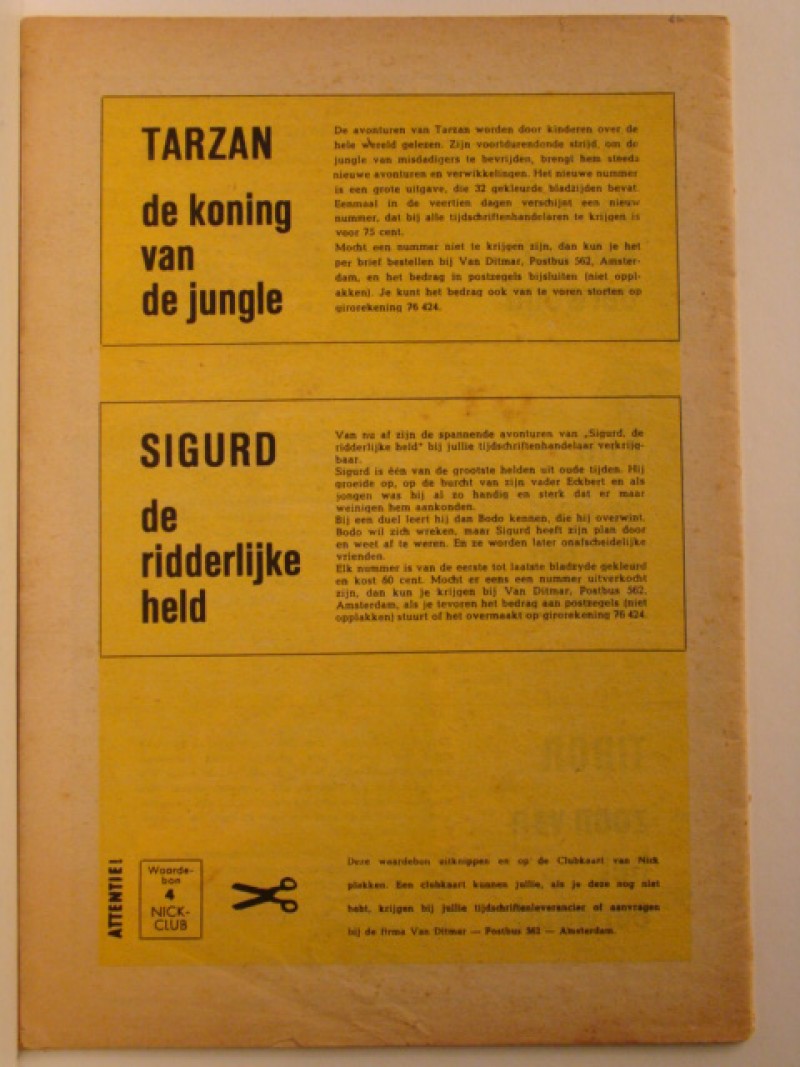 TARZAN
de koning
van
de jungle
De avonturen van Tarzan worden door kinderen over de
hele wereld gelezen. Zijn voortdurendonde strijd, om de
jungle van misdadigers te bevrijden, brengt hem steeds
nieuwe avonturen en verwikkelingen. Het nieuwe nummer
is een grote uitgave, die 32 gekleurde bladzijden bevat.
Eenmaal in de veertien dagen verschijnt een nieuw
nummer, dat bij alle tijdschriftenhandelaren te krijgen is
voor 75 cent.
Mocht een nummer niet te krijgen zijn, dan kun je het
per brief bestellen bij Van Ditmar, Postbus 562, Amster-
dam, en het bedrag in postzegels bijsluiten (niet oppl-
akken). Je kunt het bedrag ook van te voren storten op
girorekening 76 424.
SIGURD
de
ridderlijke
held
Van nu af zijn de spannende avonturen van „Sigurd, de
ridderlijke held" bij jullie tijdschriftenhandelaar verkrijg-
baar.
Sigurd is één van de grootste helden uit oude tijden. Hij
groeide op, op de burcht van zijn vader Eckbert en als
jongen was hij al zo handig en sterk dat er maar
weinigen hem aankonden.
Bij een duel leert hij dan Bodo kennen, die hij overwint.
Bodo wil zich wreken, maar Sigurd heeft zijn plan door
en weet af te weren. En ze worden later onafscheidelijke
vrienden.
Elk nummer is van de eerste tot laatste bladzyde gekleurd
en kost 60 cent. Mocht er eens een nummer uitverkocht
zijn, dan kun je krijgen bij Van Ditmar, Postbus 562,
Amsterdam, als je tevoren het bedrag aan postzegels (niet
opplakken) stuurt of het overmaakt op girorekening 76 424.
ATTENTIE!
Waarde-
bon
4
NICK-
CLUB
Deze waardebon uitknippen en op de Clubkaart van Nick
plakken. Een clubkaart kunnen jullie, als je deze nog niet
hebt, krijgen bij jullie tijdschriftenleverancier of aanvragen
bij de firma Van Ditmar — Postbus 562 — Amsterdam.